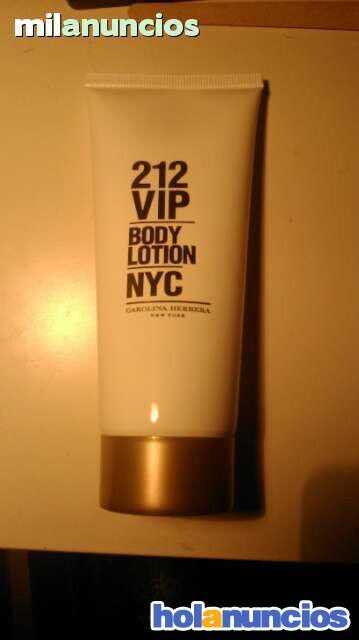 milanuncios
212
VIP
BODY
LOTION
NYC
CAROLINA HERRERA
NEW YORK
holanuncios